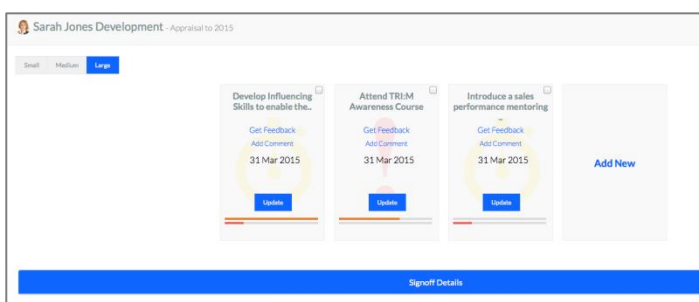 Sarah Jones Development - Appraisal to 2015
Small Medium Large
Develop Influencing
Skills to enable the..
Get Feedback
Add Comment
31 Mar 2015
Update
Attend TRI:M
Awareness Course
Get Feedback
Add Comment
31 Mar 2015
Update
Introduce a sales
performance mentoring
..
Get Feedback
Add Comment
31 Mar 2015
Update
Add New
Signoff Details